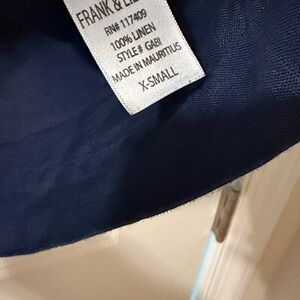 FRANK &
RN# 117409
100% LINEN
STYLE# GABI
MADE IN MAURITIUS
X-SMALL